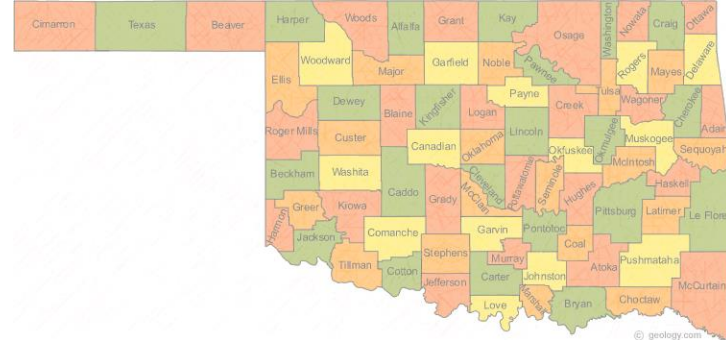 Cimarron
Texas
Beaver
Harper
Woods
Alfalfa
Grant
Kay
Osage
Washington
Nowata
Craig
Ottawa
Ellis
Woodward
Major
Garfield
Noble
Pawnee
Rogers
Mayes
Delaware
Dewey
Blaine
Kingfisher
Logan
Payne
Creek
Tulsa
Wagoner
Cherokee
Adair
Roger Mills
Custer
Canadian
Oklahoma
Lincoln
Okfuskee
Okmulgee
Muskogee
McIntosh
Sequoyah
Beckham
Washita
Caddo
Grady
Cleveland
McClain
Pottawatomie
Seminole
Hughes
Pittsburg
Haskell
Latimer
Le Flore
Harmon
Greer
Kiowa
Jackson
Comanche
Stephens
Garvin
Pontotoc
Coal
Tillman
Cotton
Jefferson
Murray
Carter
Johnston
Atoka
Pushmataha
McCurtain
Love
Marshall
Bryan
Choctaw
© geology.com